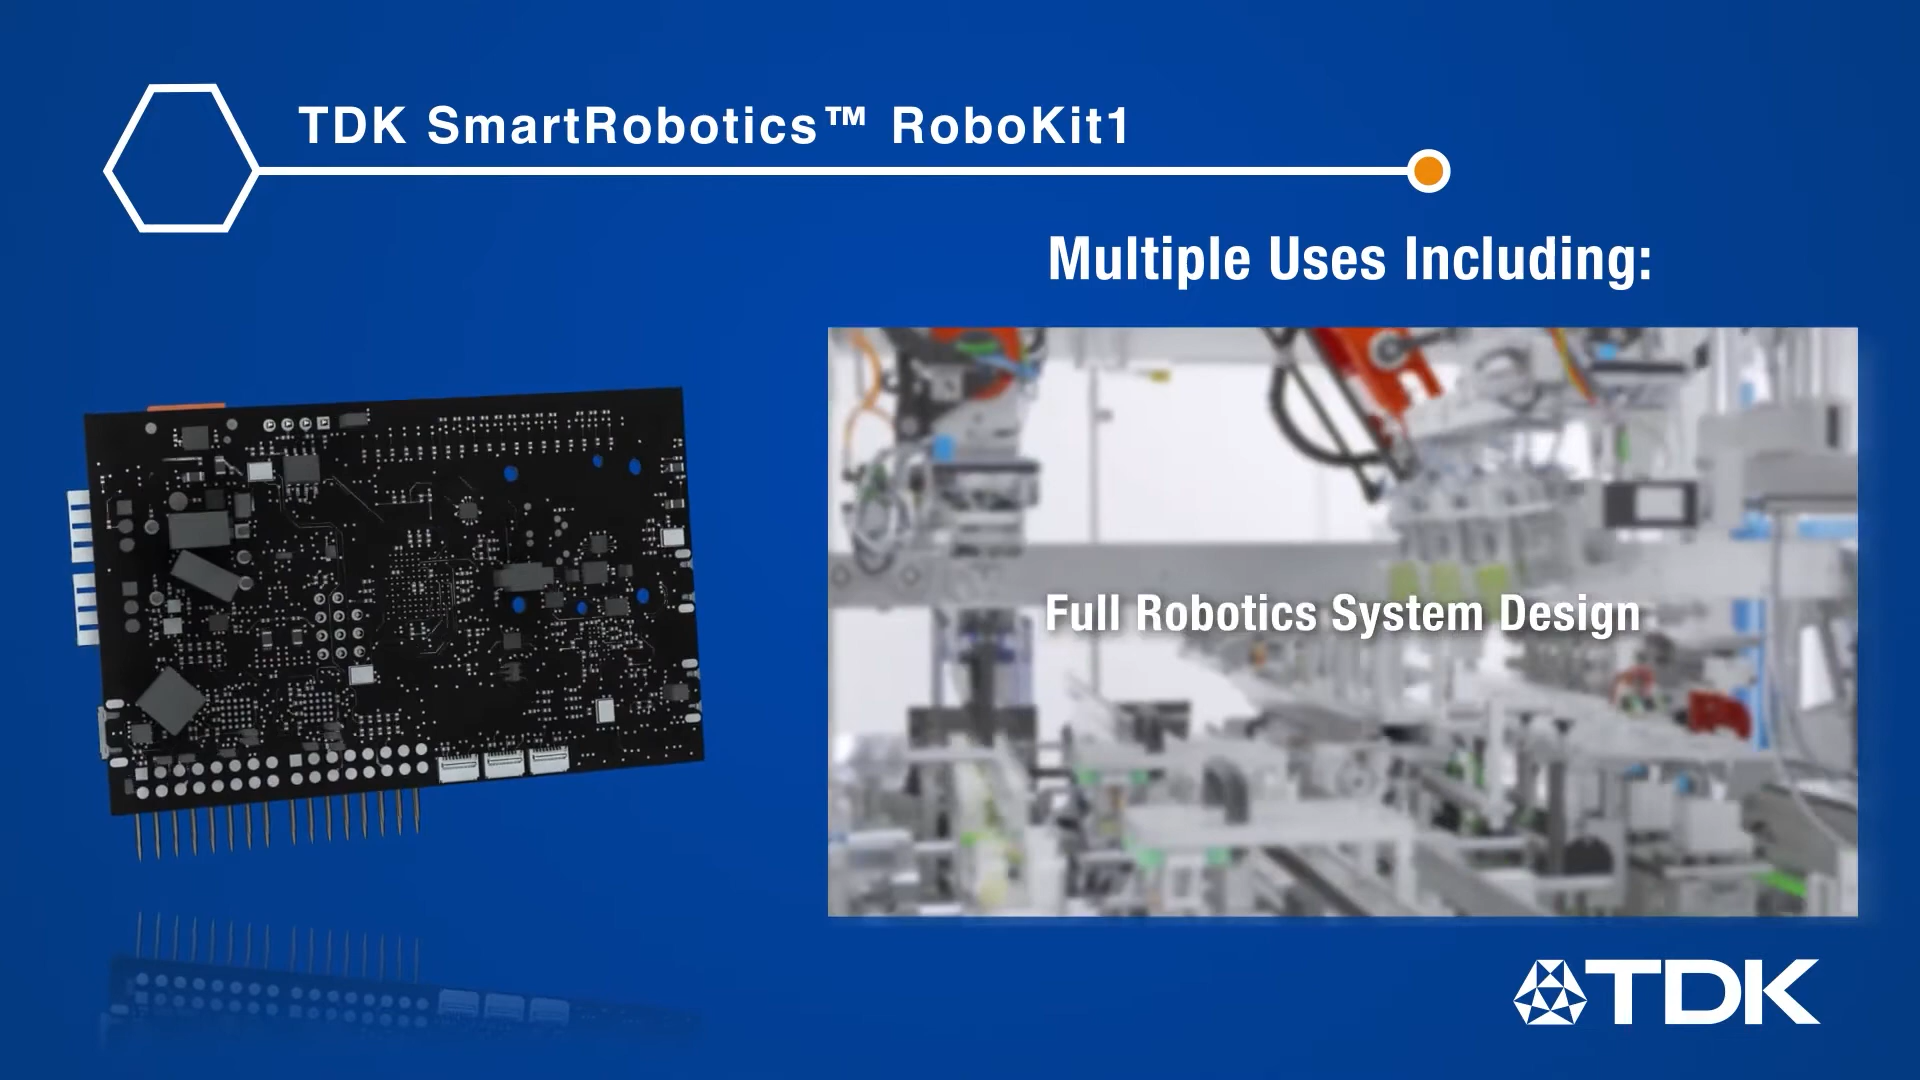 TDK SmartRobotics™ RoboKit1
Multiple Uses Including:
Full Robotics System Design
TDK